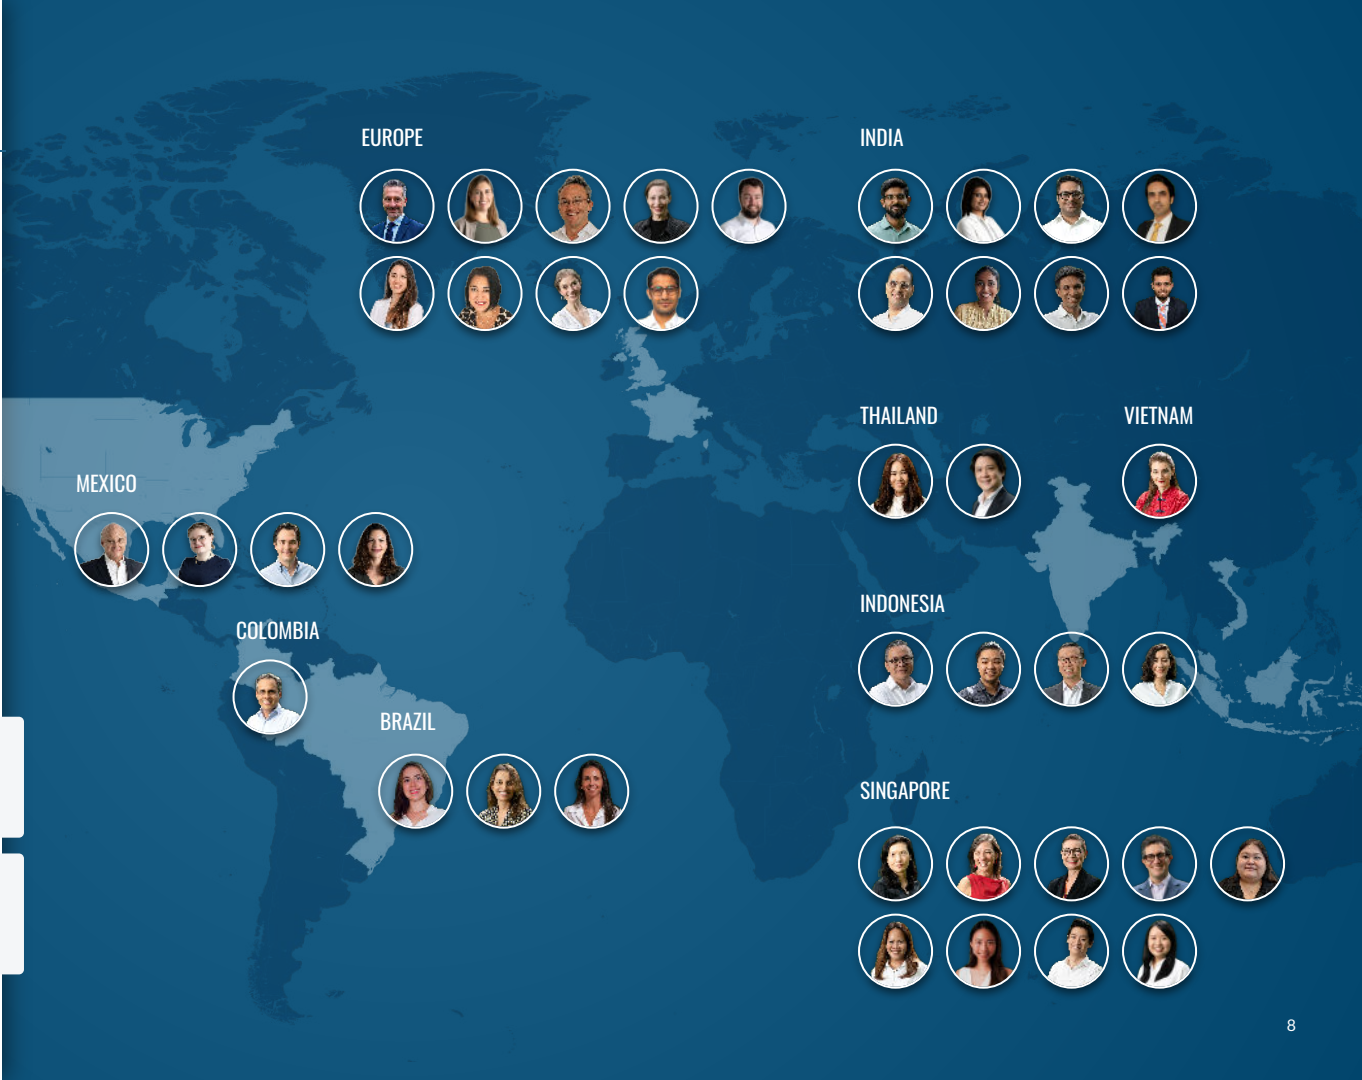 EUROPE
INDIA
THAILAND
VIETNAM
MEXICO
INDONESIA
COLOMBIA
BRAZIL
SINGAPORE
8